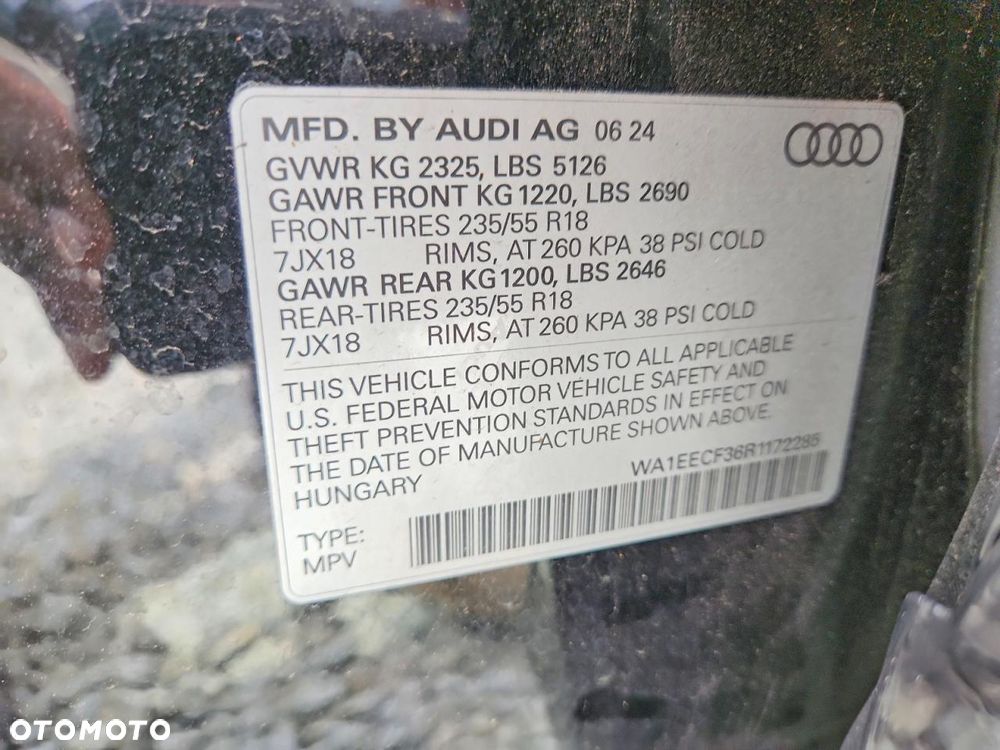 MFD. BY AUDI AG 06 24
GVWR KG 2325, LBS 5126
GAWR FRONT KG 1220, LBS 2690
FRONT-TIRES 235/55 R18
7JX18 RIMS, AT 260 KPA 38 PSI COLD
GAWR REAR KG 1200, LBS 2646
REAR-TIRES 235/55 R18
7JX18 RIMS, AT 260 KPA 38 PSI COLD
THIS VEHICLE CONFORMS TO ALL APPLICABLE
U.S. FEDERAL MOTOR VEHICLE SAFETY AND
THEFT PREVENTION STANDARDS IN EFFECT ON
THE DATE OF MANUFACTURE SHOWN ABOVE.
HUNGARY WA1EECF36R1172285
TYPE:
MPV
OTOMOTO